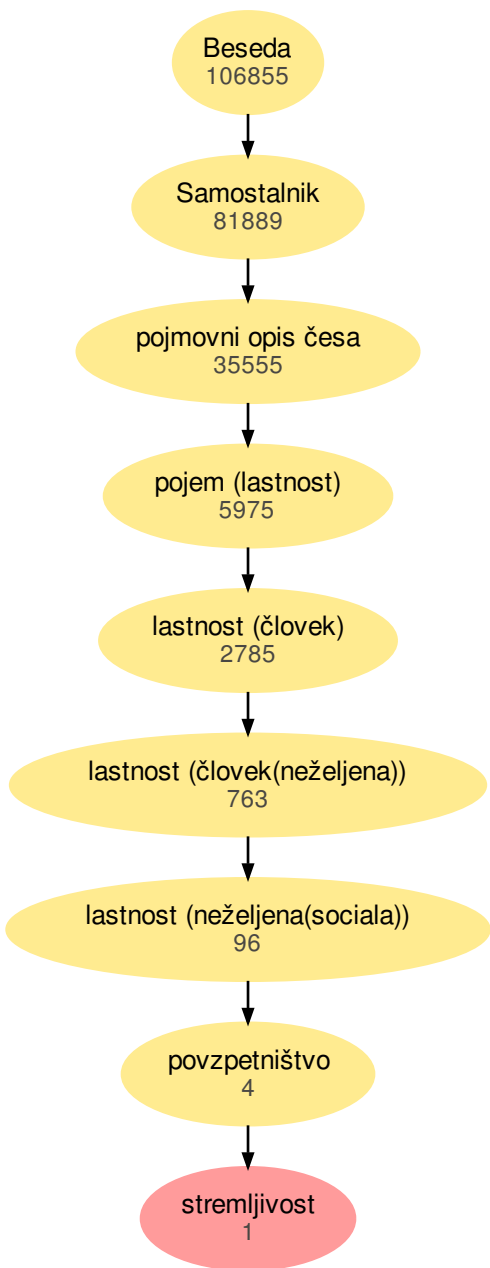 Beseda
106855
Samostalnik
81889
pojmovni opis česa
35555
pojem (lastnost)
5975
lastnost (človek)
2785
lastnost (človek(neželjena))
763
lastnost (neželjena(sociala))
96
povzpetništvo
4
stremljivost
1